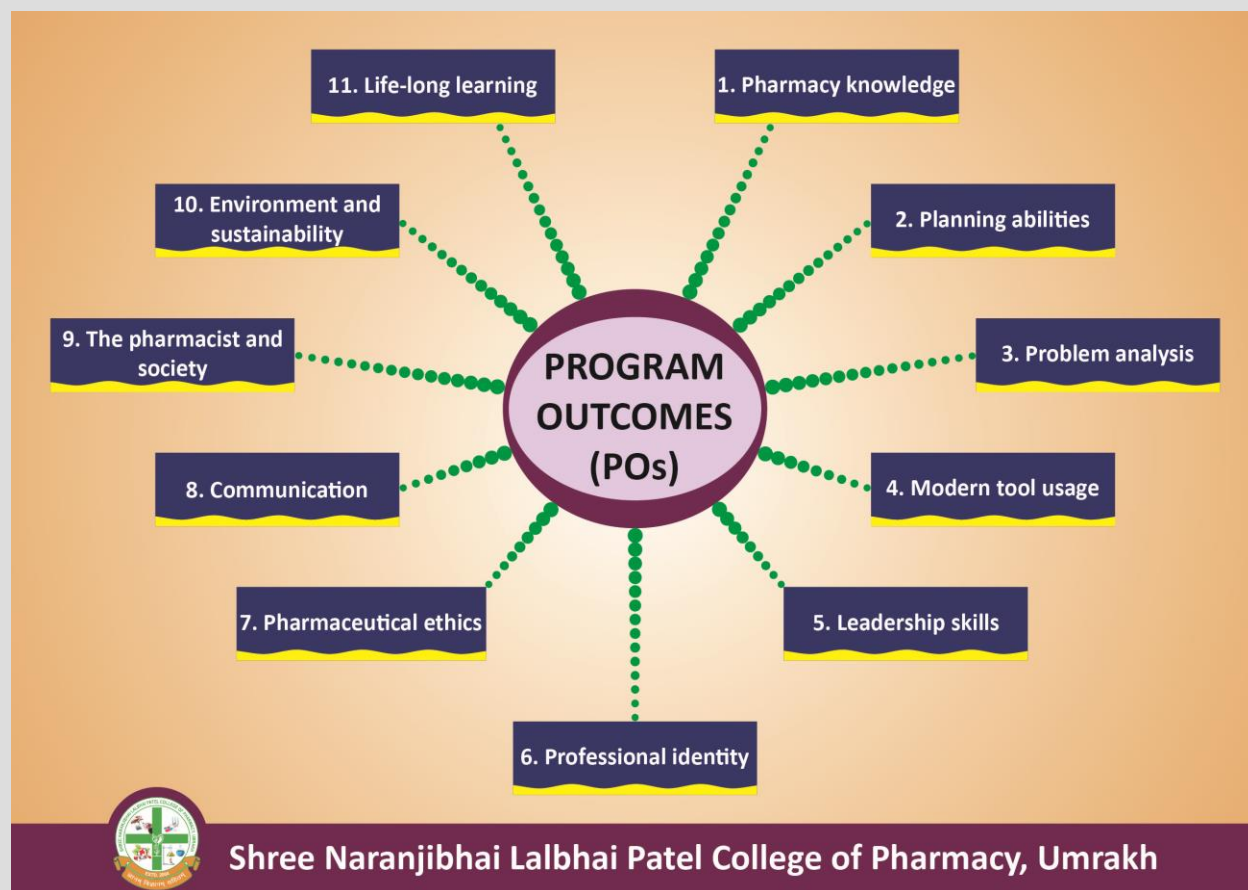 11. Life-long learning
1. Pharmacy knowledge
10. Environment and
sustainability
2. Planning abilities
9. The pharmacist and
society
3. Problem analysis
PROGRAM
OUTCOMES
(POs)
8. Communication
4. Modern tool usage
7. Pharmaceutical ethics
5. Leadership skills
6. Professional identity
Shree Naranjibhai Lalbhai Patel College of Pharmacy, Umrakh